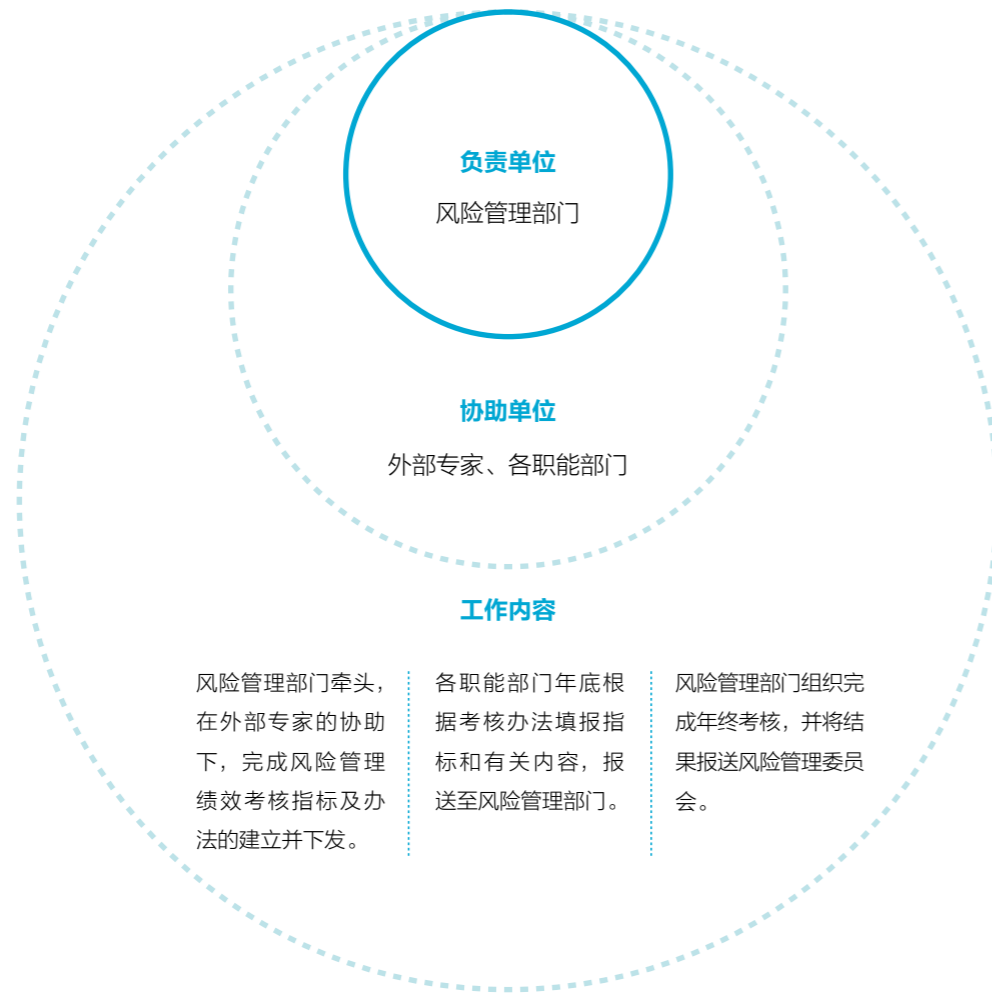 负责单位
风险管理部门
协助单位
外部专家、各职能部门
工作内容
风险管理部门牵头，
在外部专家的协助
下，完成风险管理
绩效考核指标及办
法的建立并下发。
各职能部门年底根
据考核办法填报指
标和有关内容，报
送至风险管理部门。
风险管理部门组织完
成年终考核，并将结
果报送风险管理委员
会。